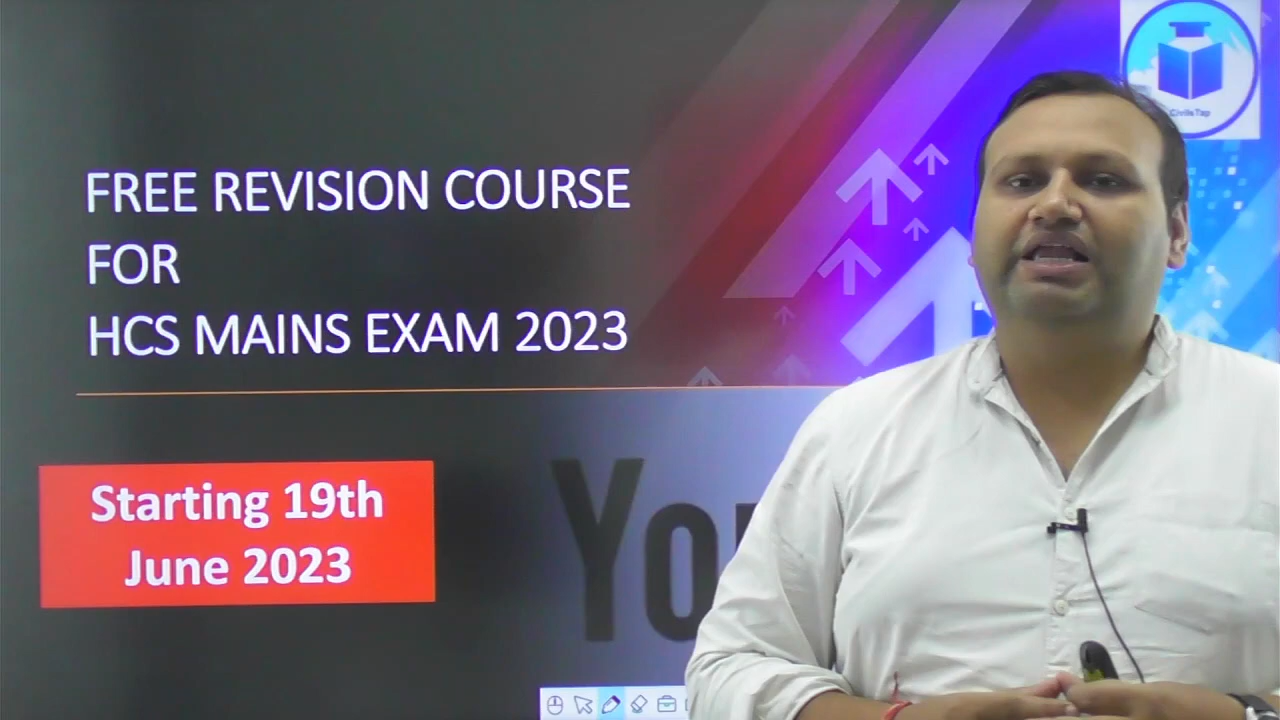 FREE REVISION COURSE
FOR
HCS MAINS EXAM 2023
Starting 19th
June 2023
CivilsTap